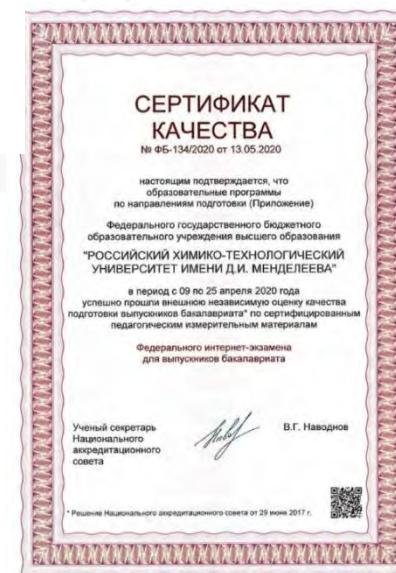 СЕРТИФИКАТ
КАЧЕСТВА
№ ФБ-134/2020 от 13.05.2020
настоящим подтверждается, что
образовательные программы
по направлениям подготовки (Приложение)
Федерального государственного бюджетного
образовательного учреждения высшего образования
"РОССИЙСКИЙ ХИМИКО-ТЕХНОЛОГИЧЕСКИЙ
УНИВЕРСИТЕТ ИМЕНИ Д.И. МЕНДЕЛЕЕВА"
в период с 09 по 25 апреля 2020 года
успешно прошли внешнюю независимую оценку качества
подготовки выпускников бакалавриата* по сертифицированным
педагогическим измерительным материалам
Федерального интернет-экзамена
для выпускников бакалавриата
Ученый секретарь
Национального
аккредитационного
совета
В.Г. Наводнов
* Решение Национального аккредитационного совета от 29 июня 2017 г.